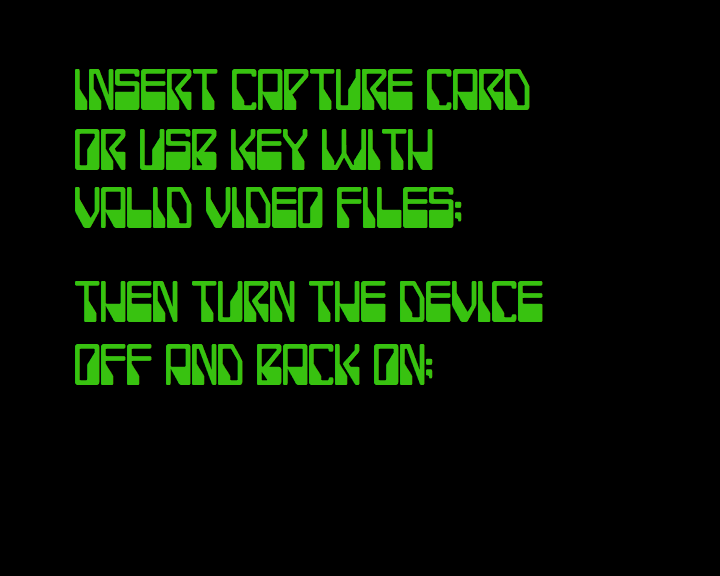 INSERT CAPTURE CARD
OR USB KEY WITH
VALID VIDEO FILES;
THEN TURN THE DEVICE
OFF AND BACK ON;